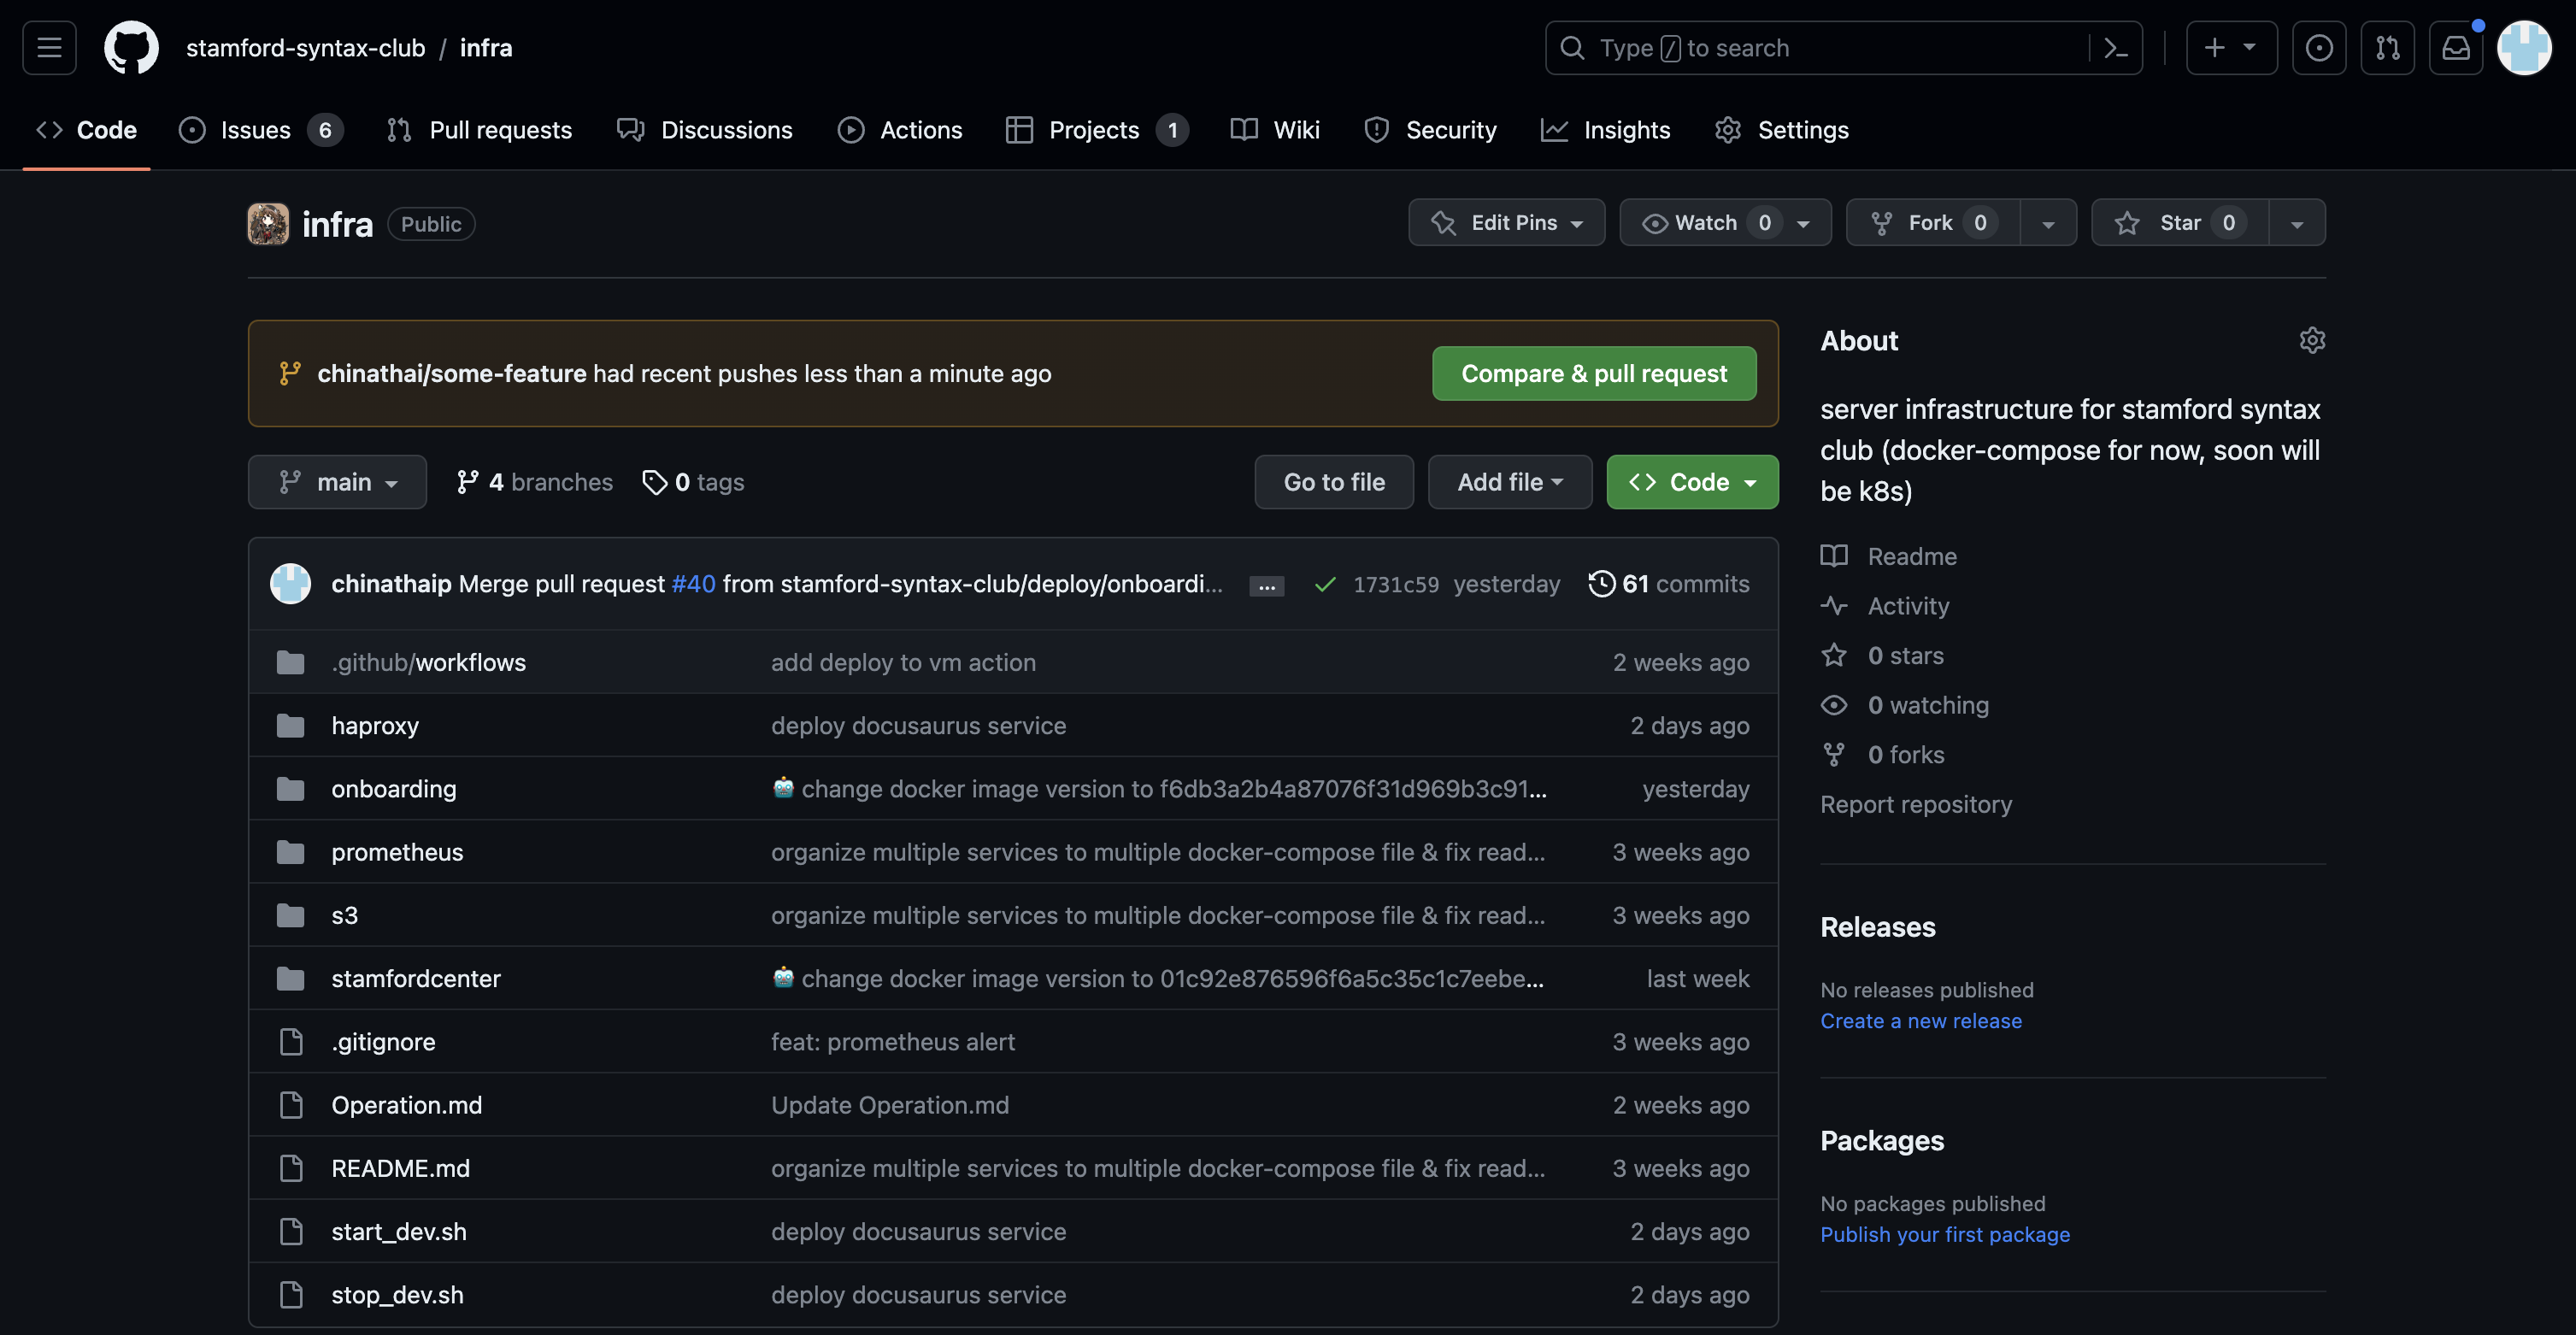 stamford-syntax-club / infra
Type / to search
Code
Issues 6
Pull requests
Discussions
Actions
Projects 1
Wiki
Security
Insights
Settings
infra Public
Edit Pins
Watch 0
Fork 0
Star 0
chinathai/some-feature had recent pushes less than a minute ago
Compare & pull request
main
4 branches
0 tags
Go to file
Add file
Code
chinathaip Merge pull request #40 from stamford-syntax-club/deploy/onboardi... ... 1731c59 yesterday 61 commits
.github/workflows add deploy to vm action 2 weeks ago
haproxy deploy docusaurus service 2 days ago
onboarding 🤖 change docker image version to f6db3a2b4a87076f31d969b3c91... yesterday
prometheus organize multiple services to multiple docker-compose file & fix read... 3 weeks ago
s3 organize multiple services to multiple docker-compose file & fix read... 3 weeks ago
stamfordcenter 🤖 change docker image version to 01c92e876596f6a5c35c1c7eebe... last week
.gitignore feat: prometheus alert 3 weeks ago
Operation.md Update Operation.md 2 weeks ago
README.md organize multiple services to multiple docker-compose file & fix read... 3 weeks ago
start_dev.sh deploy docusaurus service 2 days ago
stop_dev.sh deploy docusaurus service 2 days ago
About
server infrastructure for stamford syntax
club (docker-compose for now, soon will
be k8s)
Readme
Activity
0 stars
0 watching
0 forks
Report repository
Releases
No releases published
Create a new release
Packages
No packages published
Publish your first package